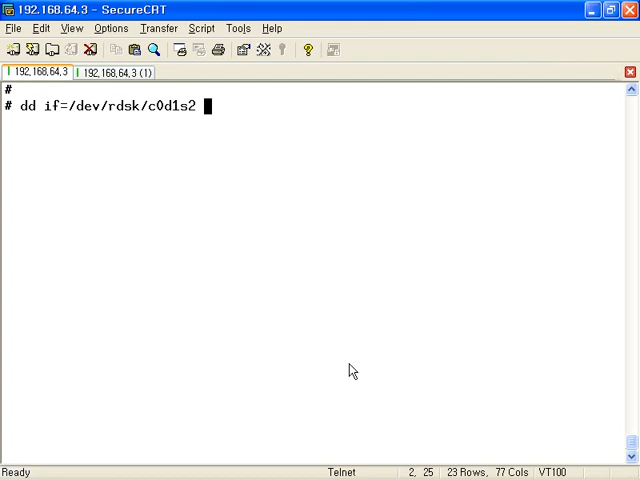 192.168.64.3 - SecureCRT
File Edit View Options Transfer Script Tools Help
192.168.64.3 192.168.64.3 (1)
#
# dd if=/dev/rdsk/c0d1s2
Ready Telnet 2, 25 23 Rows, 77 Cols VT100